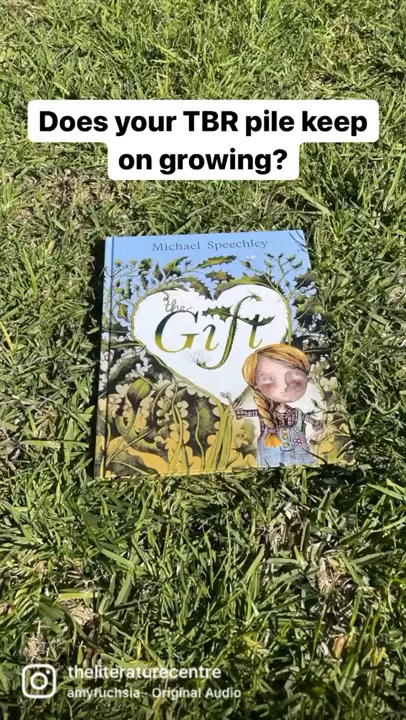 Does your TBR pile keep
on growing?
Michael Speechley
the
Gift
theliteraturecentre
amyfuchsia · Original Audio